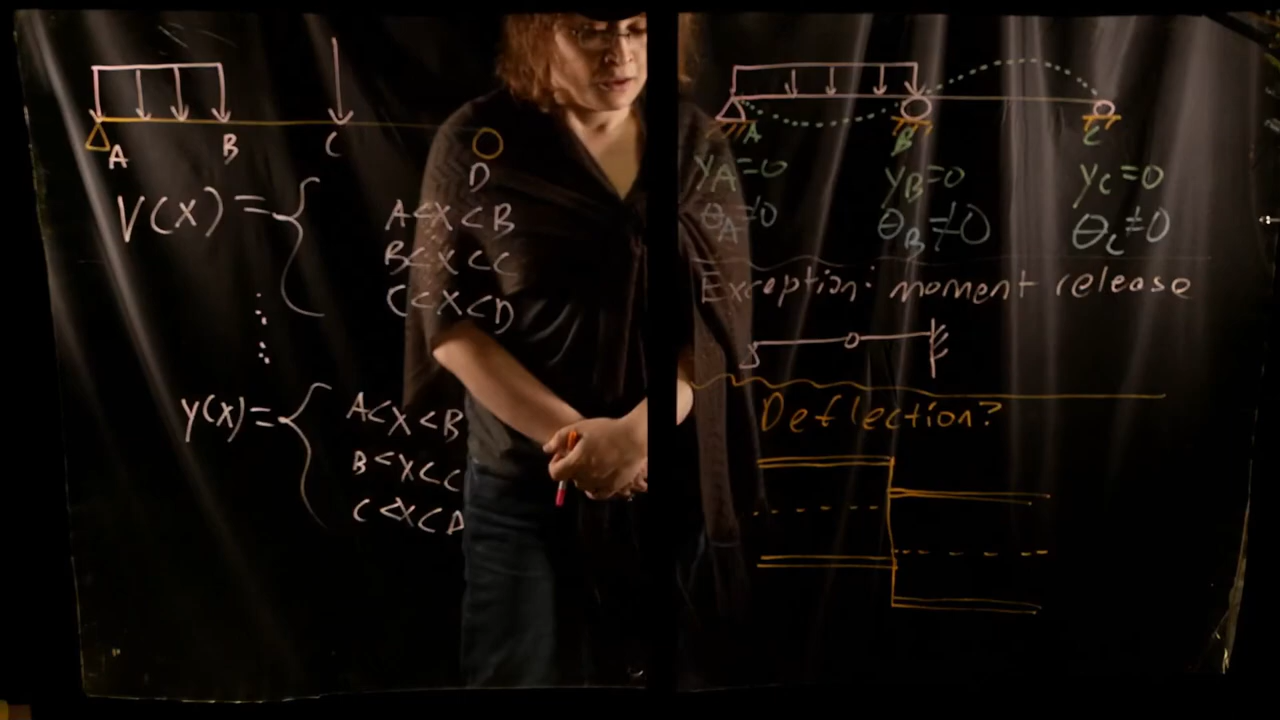 A B C
D
V(X) =
A<X<B
B<X<C
C<X<D
y(X) =
A<X<B
B<X<C
C<X<D
A B C
yA=0 yB=0 yC=0
θA≠0 θB≠0 θC≠0
Exception: moment release
Deflection?